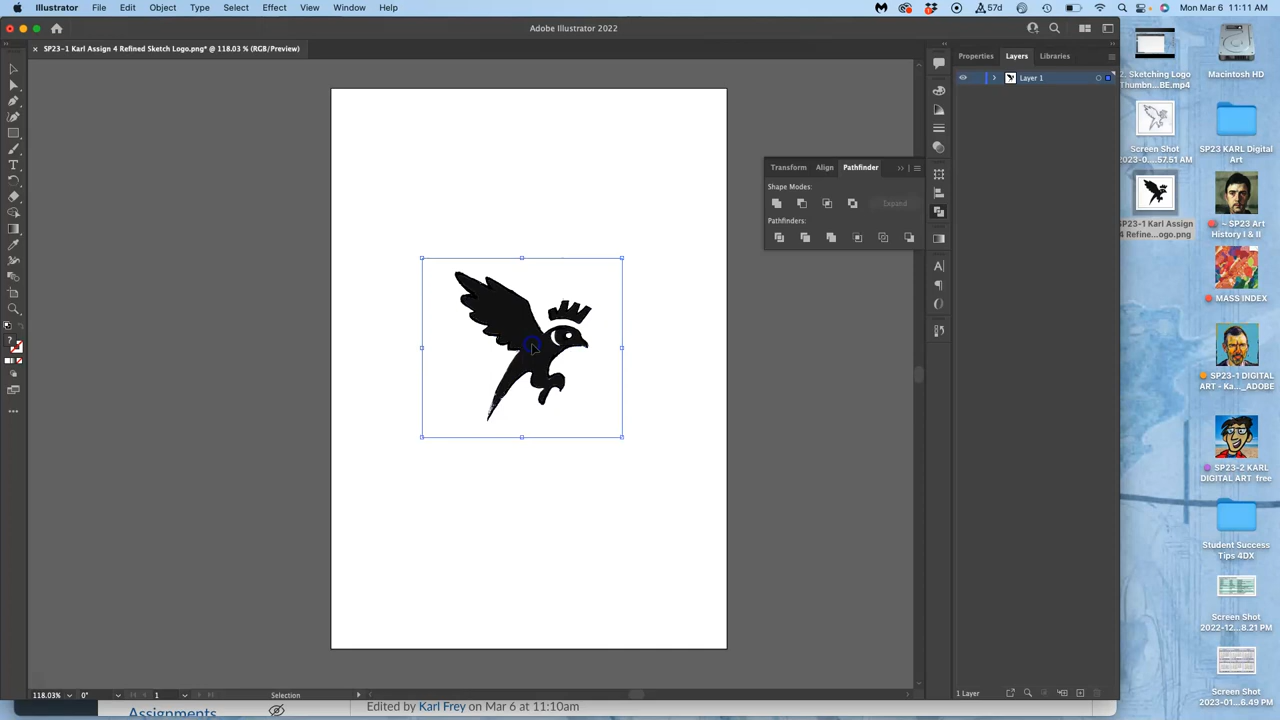 Illustrator File Edit Object Type Select Effect View Window Help
57d
Mon Mar 6 11:11 AM
Adobe Illustrator 2022
× SP23-1 Karl Assign 4 Refined Sketch Logo.png* @ 118.03 % (RGB/Preview)
Properties Layers Libraries
Layer 1
Transform Align Pathfinder
Shape Modes:
Expand
Pathfinders:
118.03% 0° 1 Selection
1 Layer
Assignments
Edited by Karl Frey on Mar 6 at 11:10am
2. Sketching Logo
Thumbn...BE.mp4
Macintosh HD
Screen Shot
2023-0....57.51 AM
SP23 KARL Digital
Art
SP23-1 Karl Assign
4 Refine...ogo.png
~ SP23 Art
History I & II
MASS INDEX
SP23-1 DIGITAL
ART - Ka..._ADOBE
SP23-2 KARL
DIGITAL ART free
Student Success
Tips 4DX
Screen Shot
2022-12...8.21 PM
Screen Shot
2023-01...6.49 PM